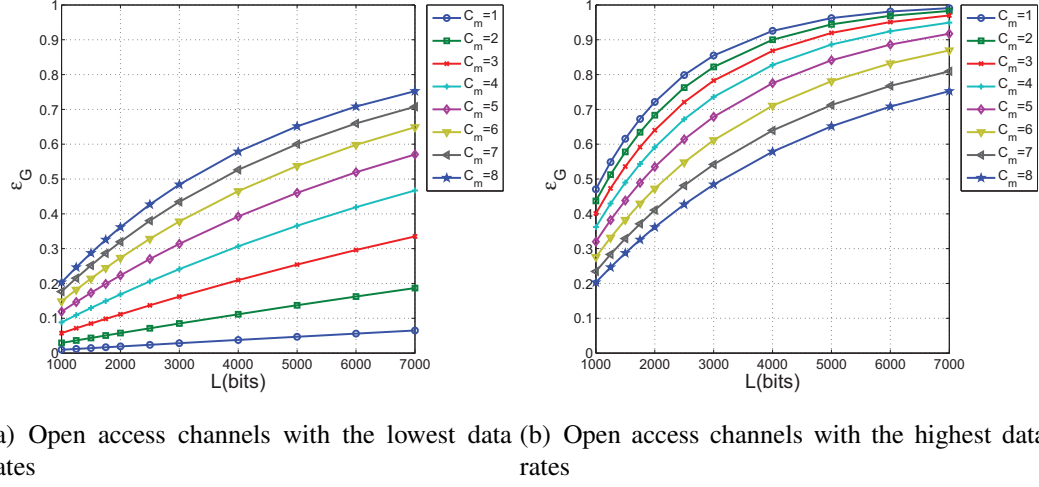 1
0.9
0.8
0.7
0.6
0.5
0.4
0.3
0.2
0.1
0
ε_G
1000 2000 3000 4000 5000 6000 7000
L(bits)
C_m=1
C_m=2
C_m=3
C_m=4
C_m=5
C_m=6
C_m=7
C_m=8
1
0.9
0.8
0.7
0.6
0.5
0.4
0.3
0.2
0.1
0
ε_G
1000 2000 3000 4000 5000 6000 7000
L(bits)
C_m=1
C_m=2
C_m=3
C_m=4
C_m=5
C_m=6
C_m=7
C_m=8
a) Open access channels with the lowest data
ates
(b) Open access channels with the highest data
rates